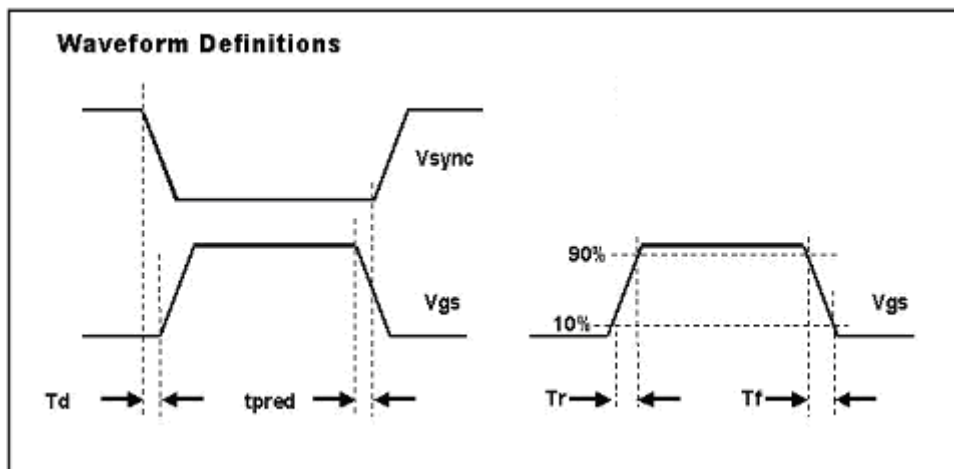 Waveform Definitions
Vsync
Vgs
Td
tpred
90%
10%
Vgs
Tr
Tf